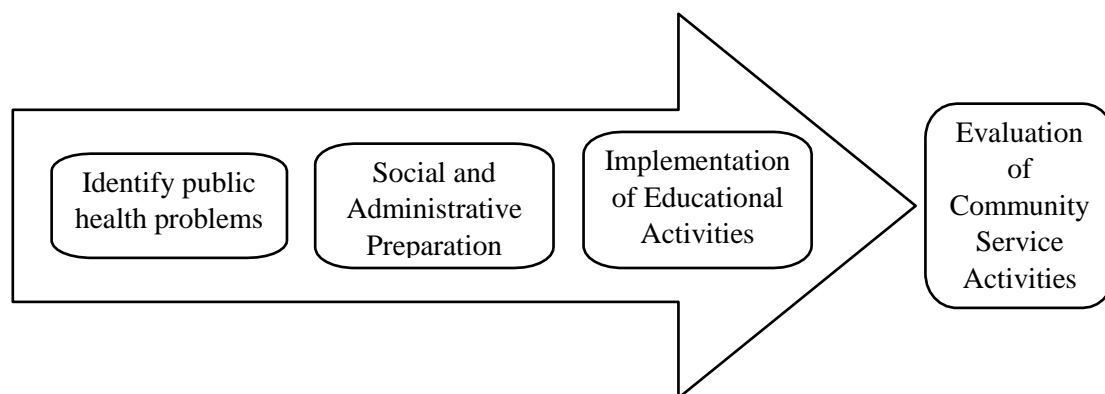 Identify public
health problems
Social and
Administrative
Preparation
Implementation
of Educational
Activities
Evaluation
of
Community
Service
Activities